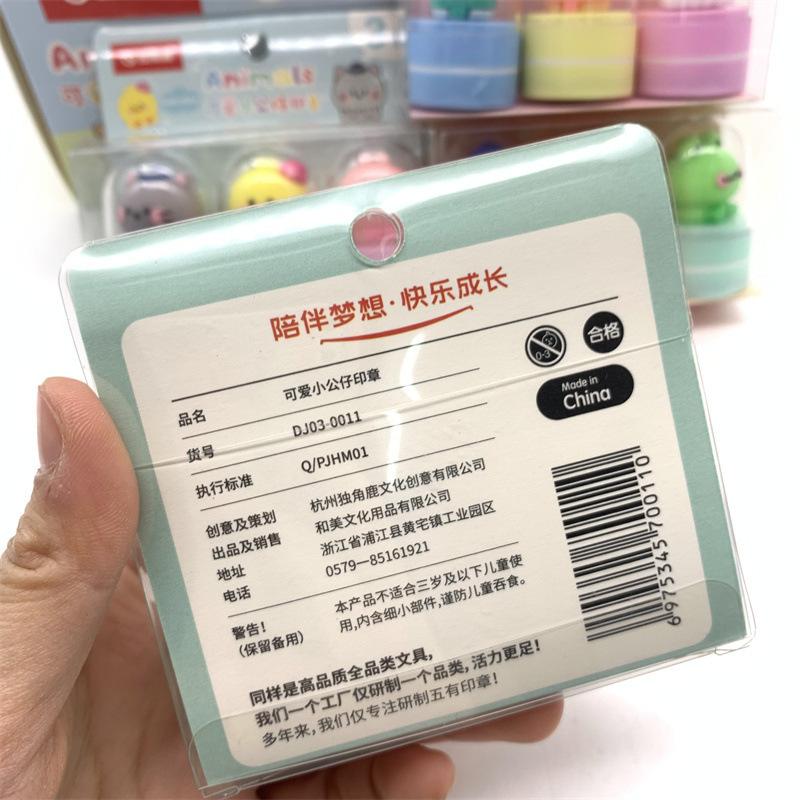 Animals
陪伴梦想·快乐成长
0-3
合格
Made in
China
品名 可爱小公仔印章
货号 DJ03-0011
执行标准 Q/PJHM01
创意及策划 杭州独角鹿文化创意有限公司
出品及销售 和美文化用品有限公司
地址 浙江省浦江县黄宅镇工业园区
电话 0579—85161921
警告! 本产品不适合三岁及以下儿童使
(保留备用) 用,内含细小部件,谨防儿童吞食。
6975345700110
同样是高品质全品类文具,
我们一个工厂仅研制一个品类,活力更足!
多年来,我们仅专注研制五有印章!